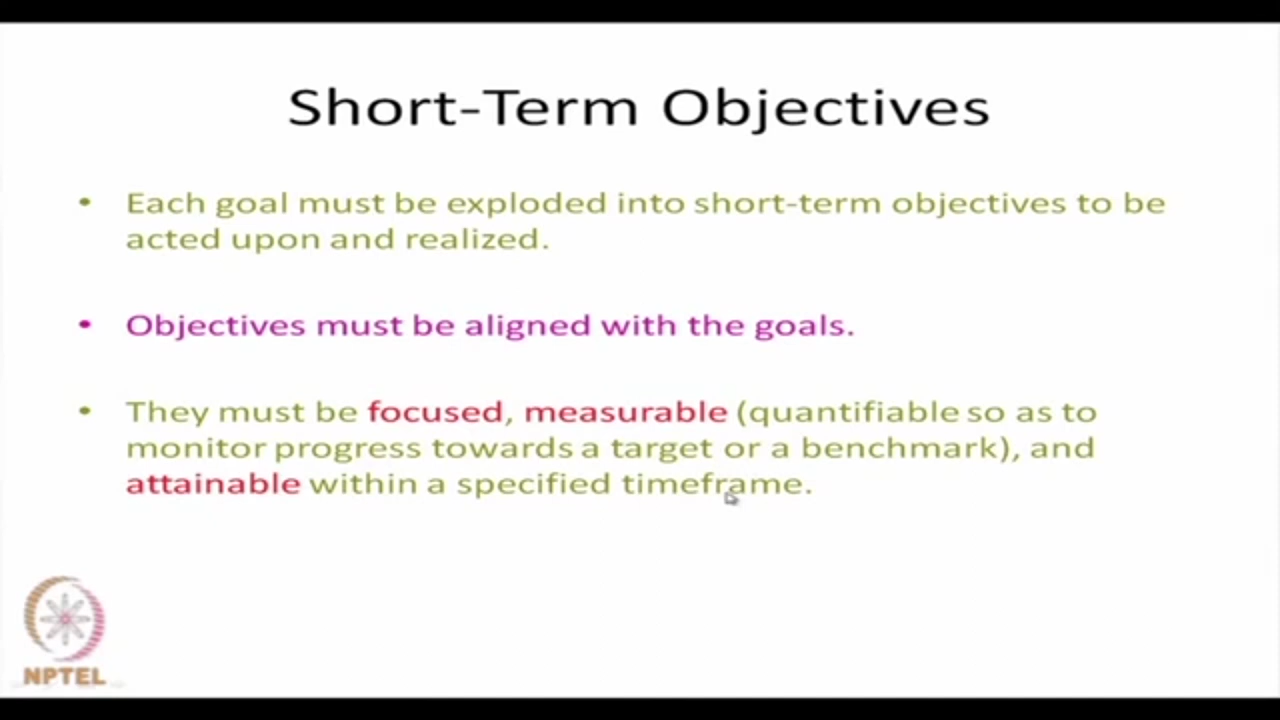 Short-Term Objectives
• Each goal must be exploded into short-term objectives to be
acted upon and realized.
• Objectives must be aligned with the goals.
• They must be focused, measurable (quantifiable so as to
monitor progress towards a target or a benchmark), and
attainable within a specified timeframe.
NPTEL